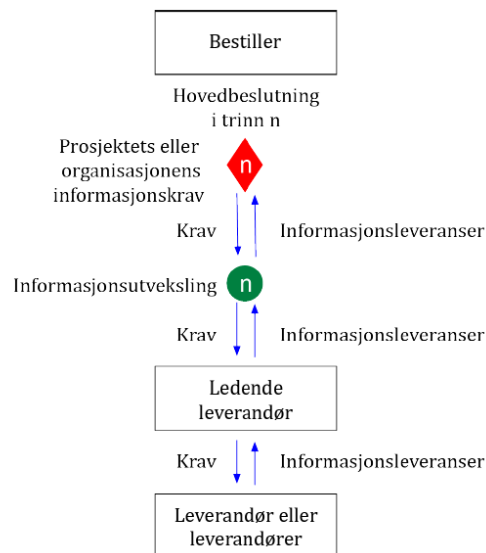 Bestiller
Hovedbeslutning
i trinn n
Prosjektets eller
organisasjonens
informasjonskrav
n
Krav
Informasjonsleveranser
Informasjonsutveksling
n
Krav
Informasjonsleveranser
Ledende
leverandør
Krav
Informasjonsleveranser
Leverandør eller
leverandører